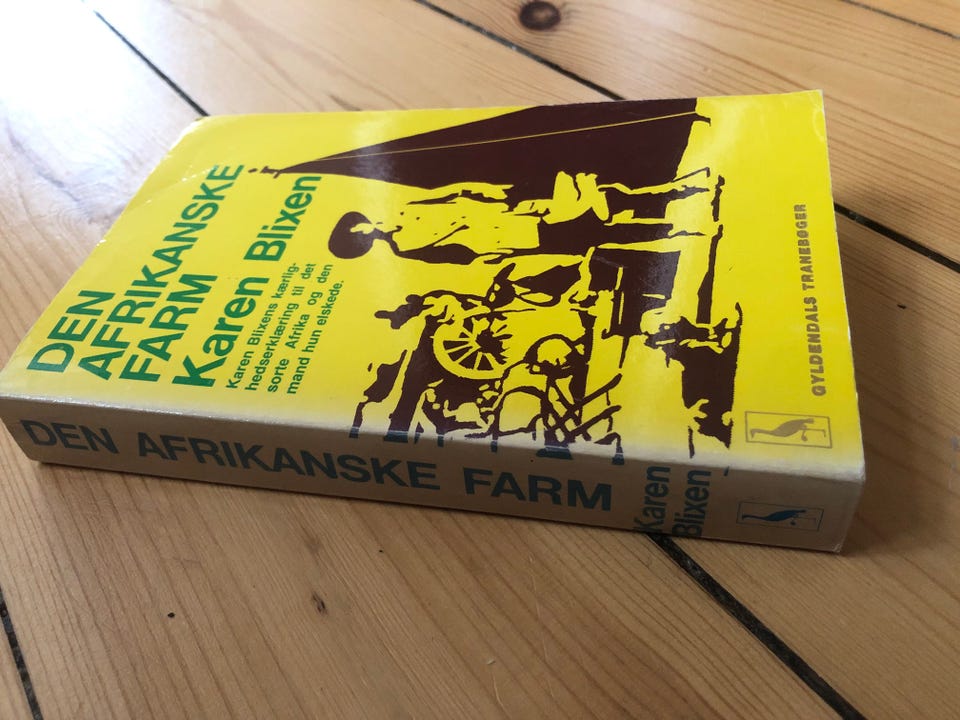 DEN
AFRIKANSKE
FARM
Karen Blixen
Karen Blixens kærlig-
hedserklæring til det
sorte Afrika og den
mand hun elskede.
GYLDENDALS TRANEBØGER
DEN AFRIKANSKE FARM
Karen
Blixen